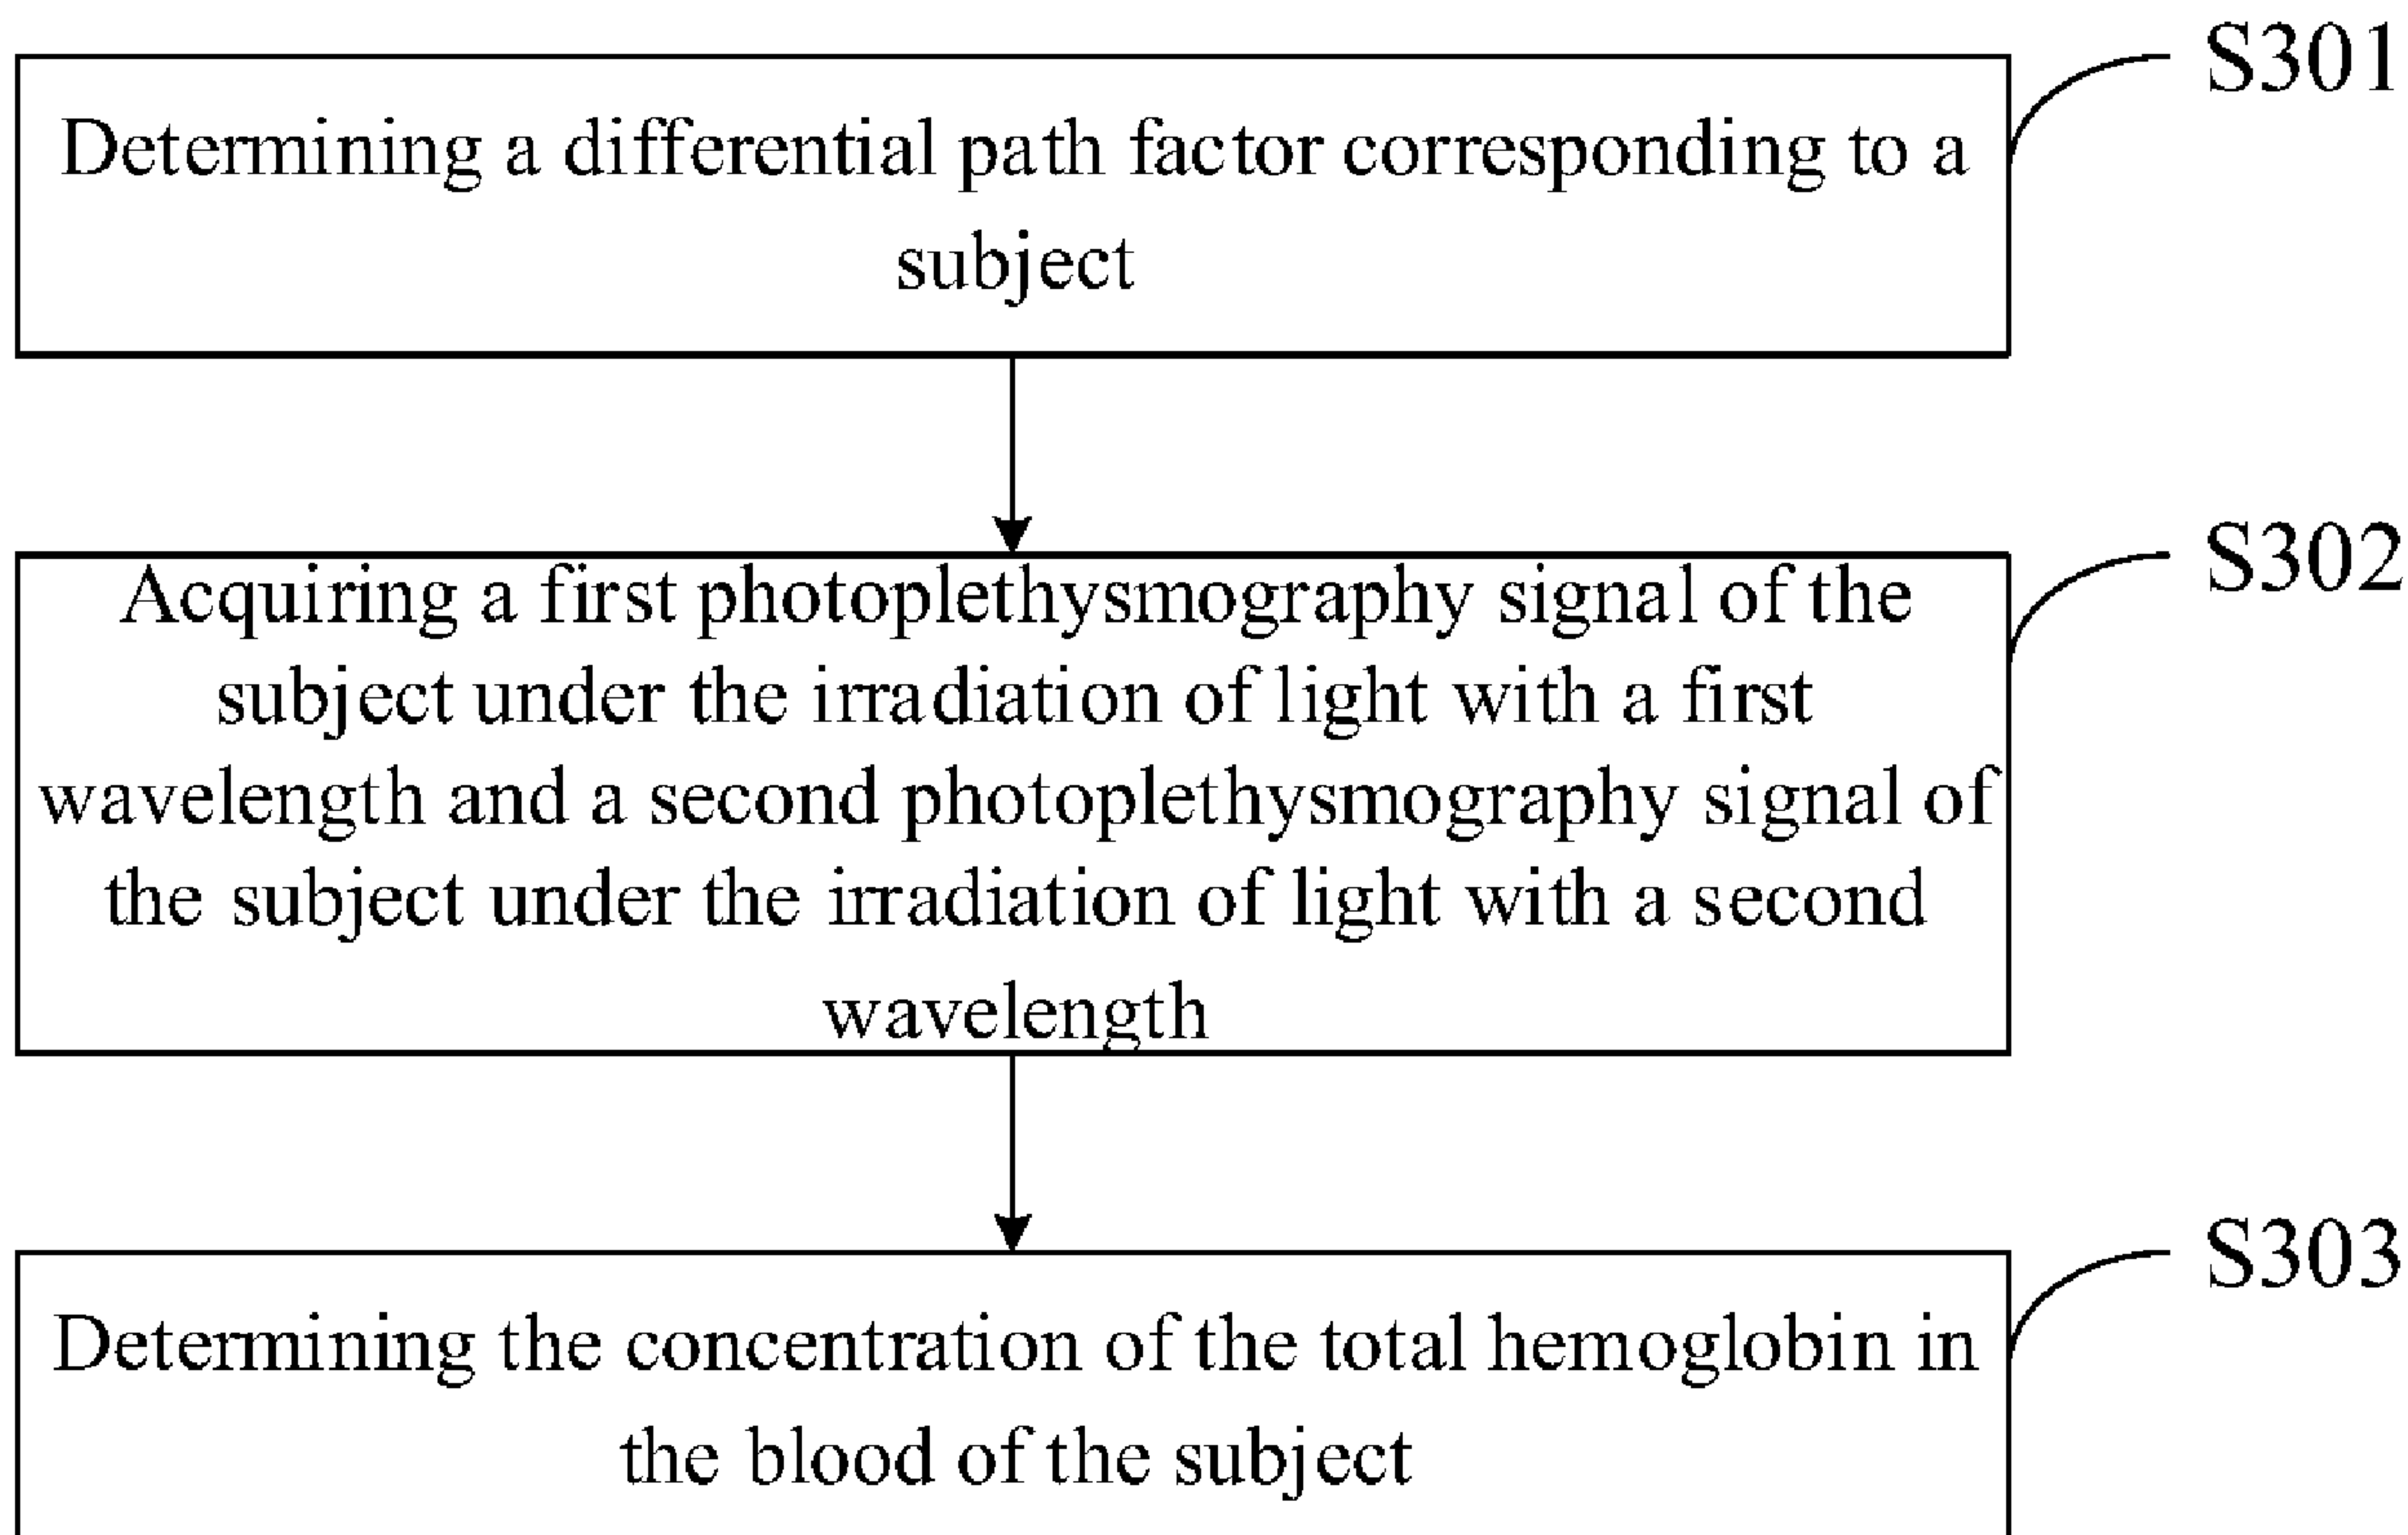 S301
Determining a differential path factor corresponding to a
subject
S302
Acquiring a first photoplethysmography signal of the
subject under the irradiation of light with a first
wavelength and a second photoplethysmography signal of
the subject under the irradiation of light with a second
wavelength
S303
Determining the concentration of the total hemoglobin in
the blood of the subject